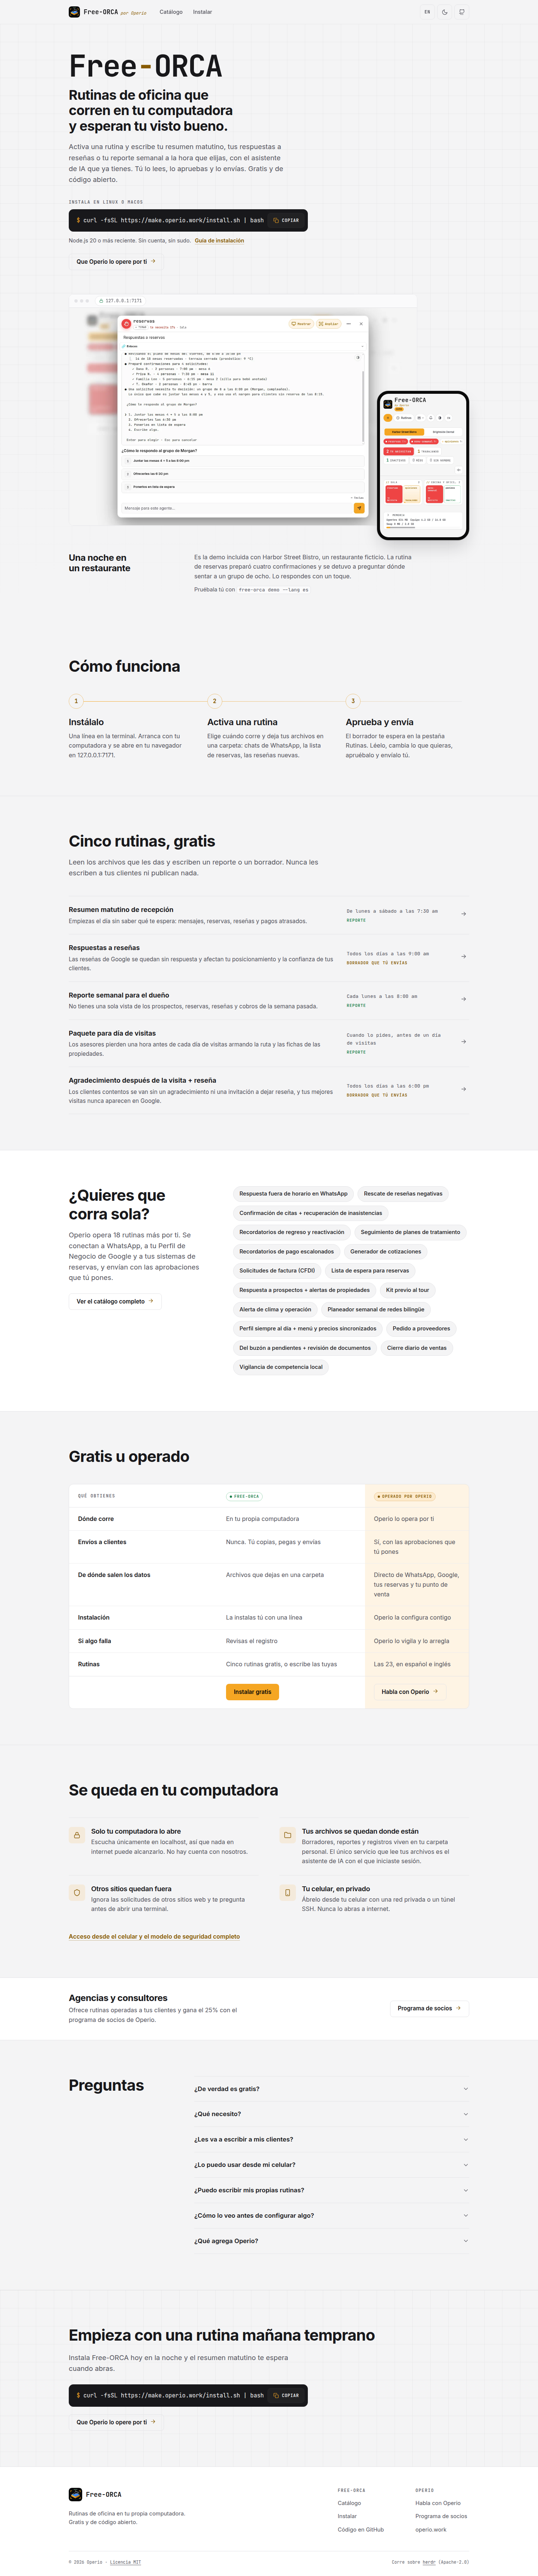 Free-ORCA por Operio
Catálogo
Instalar
EN
Free-ORCA
Rutinas de oficina que
corren en tu computadora
y esperan tu visto bueno.
Activa una rutina y escribe tu resumen matutino, tus respuestas a
reseñas o tu reporte semanal a la hora que elijas, con el asistente
de IA que ya tienes. Tú lo lees, lo apruebas y lo envías. Gratis y de
código abierto.
INSTALA EN LINUX O MACOS
$ curl -fsSL https://make.operio.work/install.sh | bash
COPIAR
Node.js 20 o más reciente. Sin cuenta, sin sudo. Guía de instalación
Que Operio lo opere por ti
127.0.0.1:7171
reservas
Respuestas a reservas
¿Cómo le respondo al grupo de Morgan?
Mensaje para este agente...
Free-ORCA
Una noche en
un restaurante
Es la demo incluida con Harbor Street Bistro, un restaurante ficticio. La rutina
de reservas preparó cuatro confirmaciones y se detuvo a preguntar dónde
sentar a un grupo de ocho. Lo respondes con un toque.
Pruébala tú con free-orca demo --lang es
Cómo funciona
1
2
3
Instálalo
Una línea en la terminal. Arranca con tu
computadora y se abre en tu navegador
en 127.0.0.1:7171.
Activa una rutina
Elige cuándo corre y deja tus archivos en
una carpeta: chats de WhatsApp, la lista
de reservas, las reseñas nuevas.
Aprueba y envía
El borrador te espera en la pestaña
Rutinas. Léelo, cambia lo que quieras,
apruébalo y envíalo tú.
Cinco rutinas, gratis
Leen los archivos que les das y escriben un reporte o un borrador. Nunca les
escriben a tus clientes ni publican nada.
Resumen matutino de recepción
Empiezas el día sin saber qué te espera: mensajes, reservas, reseñas y pagos atrasados.
De lunes a sábado a las 7:30 am
REPORTE
Respuestas a reseñas
Las reseñas de Google se quedan sin respuesta y afectan tu posicionamiento y la confianza de tus
clientes.
Todos los días a las 9:00 am
BORRADOR QUE TÚ ENVÍAS
Reporte semanal para el dueño
No tienes una sola vista de los prospectos, reservas, reseñas y cobros de la semana pasada.
Cada lunes a las 8:00 am
REPORTE
Paquete para día de visitas
Los asesores pierden una hora antes de cada día de visitas armando la ruta y las fichas de las
propiedades.
Cuando lo pides, antes de un día
de visitas
REPORTE
Agradecimiento después de la visita + reseña
Los clientes contentos se van sin un agradecimiento ni una invitación a dejar reseña, y tus mejores
visitas nunca aparecen en Google.
Todos los días a las 6:00 pm
BORRADOR QUE TÚ ENVÍAS
¿Quieres que
corra sola?
Operio opera 18 rutinas más por ti. Se
conectan a WhatsApp, a tu Perfil de
Negocio de Google y a tus sistemas de
reservas, y envían con las aprobaciones
que tú pones.
Ver el catálogo completo
Respuesta fuera de horario en WhatsApp
Rescate de reseñas negativas
Confirmación de citas + recuperación de inasistencias
Recordatorios de regreso y reactivación
Seguimiento de planes de tratamiento
Recordatorios de pago escalonados
Generador de cotizaciones
Solicitudes de factura (CFDI)
Lista de espera para reservas
Respuesta a prospectos + alertas de propiedades
Kit previo al tour
Alerta de clima y operación
Planeador semanal de redes bilingüe
Perfil siempre al día + menú y precios sincronizados
Pedido a proveedores
Del buzón a pendientes + revisión de documentos
Cierre diario de ventas
Vigilancia de competencia local
Gratis u operado
QUÉ OBTIENES
FREE-ORCA
OPERADO POR OPERIO
Dónde corre
En tu propia computadora
Operio lo opera por ti
Envíos a clientes
Nunca. Tú copias, pegas y envías
Sí, con las aprobaciones que
tú pones
De dónde salen los datos
Archivos que dejas en una carpeta
Directo de WhatsApp, Google,
tus reservas y tu punto de
venta
Instalación
La instalas tú con una línea
Operio la configura contigo
Si algo falla
Revisas el registro
Operio lo vigila y lo arregla
Rutinas
Cinco rutinas gratis, o escribe las tuyas
Las 23, en español e inglés
Instalar gratis
Habla con Operio
Se queda en tu computadora
Solo tu computadora lo abre
Escucha únicamente en localhost, así que nada en
internet puede alcanzarlo. No hay cuenta con nosotros.
Tus archivos se quedan donde están
Borradores, reportes y registros viven en tu carpeta
personal. El único servicio que lee tus archivos es el
asistente de IA con el que iniciaste sesión.
Otros sitios quedan fuera
Ignora las solicitudes de otros sitios web y te pregunta
antes de abrir una terminal.
Tu celular, en privado
Ábrelo desde tu celular con una red privada o un túnel
SSH. Nunca lo abras a internet.
Acceso desde el celular y el modelo de seguridad completo
Agencias y consultores
Ofrece rutinas operadas a tus clientes y gana el 25% con el
programa de socios de Operio.
Programa de socios
Preguntas
¿De verdad es gratis?
¿Qué necesito?
¿Les va a escribir a mis clientes?
¿Lo puedo usar desde mi celular?
¿Puedo escribir mis propias rutinas?
¿Cómo lo veo antes de configurar algo?
¿Qué agrega Operio?
Empieza con una rutina mañana temprano
Instala Free-ORCA hoy en la noche y el resumen matutino te espera
cuando abras.
$ curl -fsSL https://make.operio.work/install.sh | bash
COPIAR
Que Operio lo opere por ti
Free-ORCA
Rutinas de oficina en tu propia computadora.
Gratis y de código abierto.
FREE-ORCA
Catálogo
Instalar
Código en GitHub
OPERIO
Habla con Operio
Programa de socios
operio.work
© 2026 Operio · Licencia MIT
Corre sobre herdr (Apache-2.0)